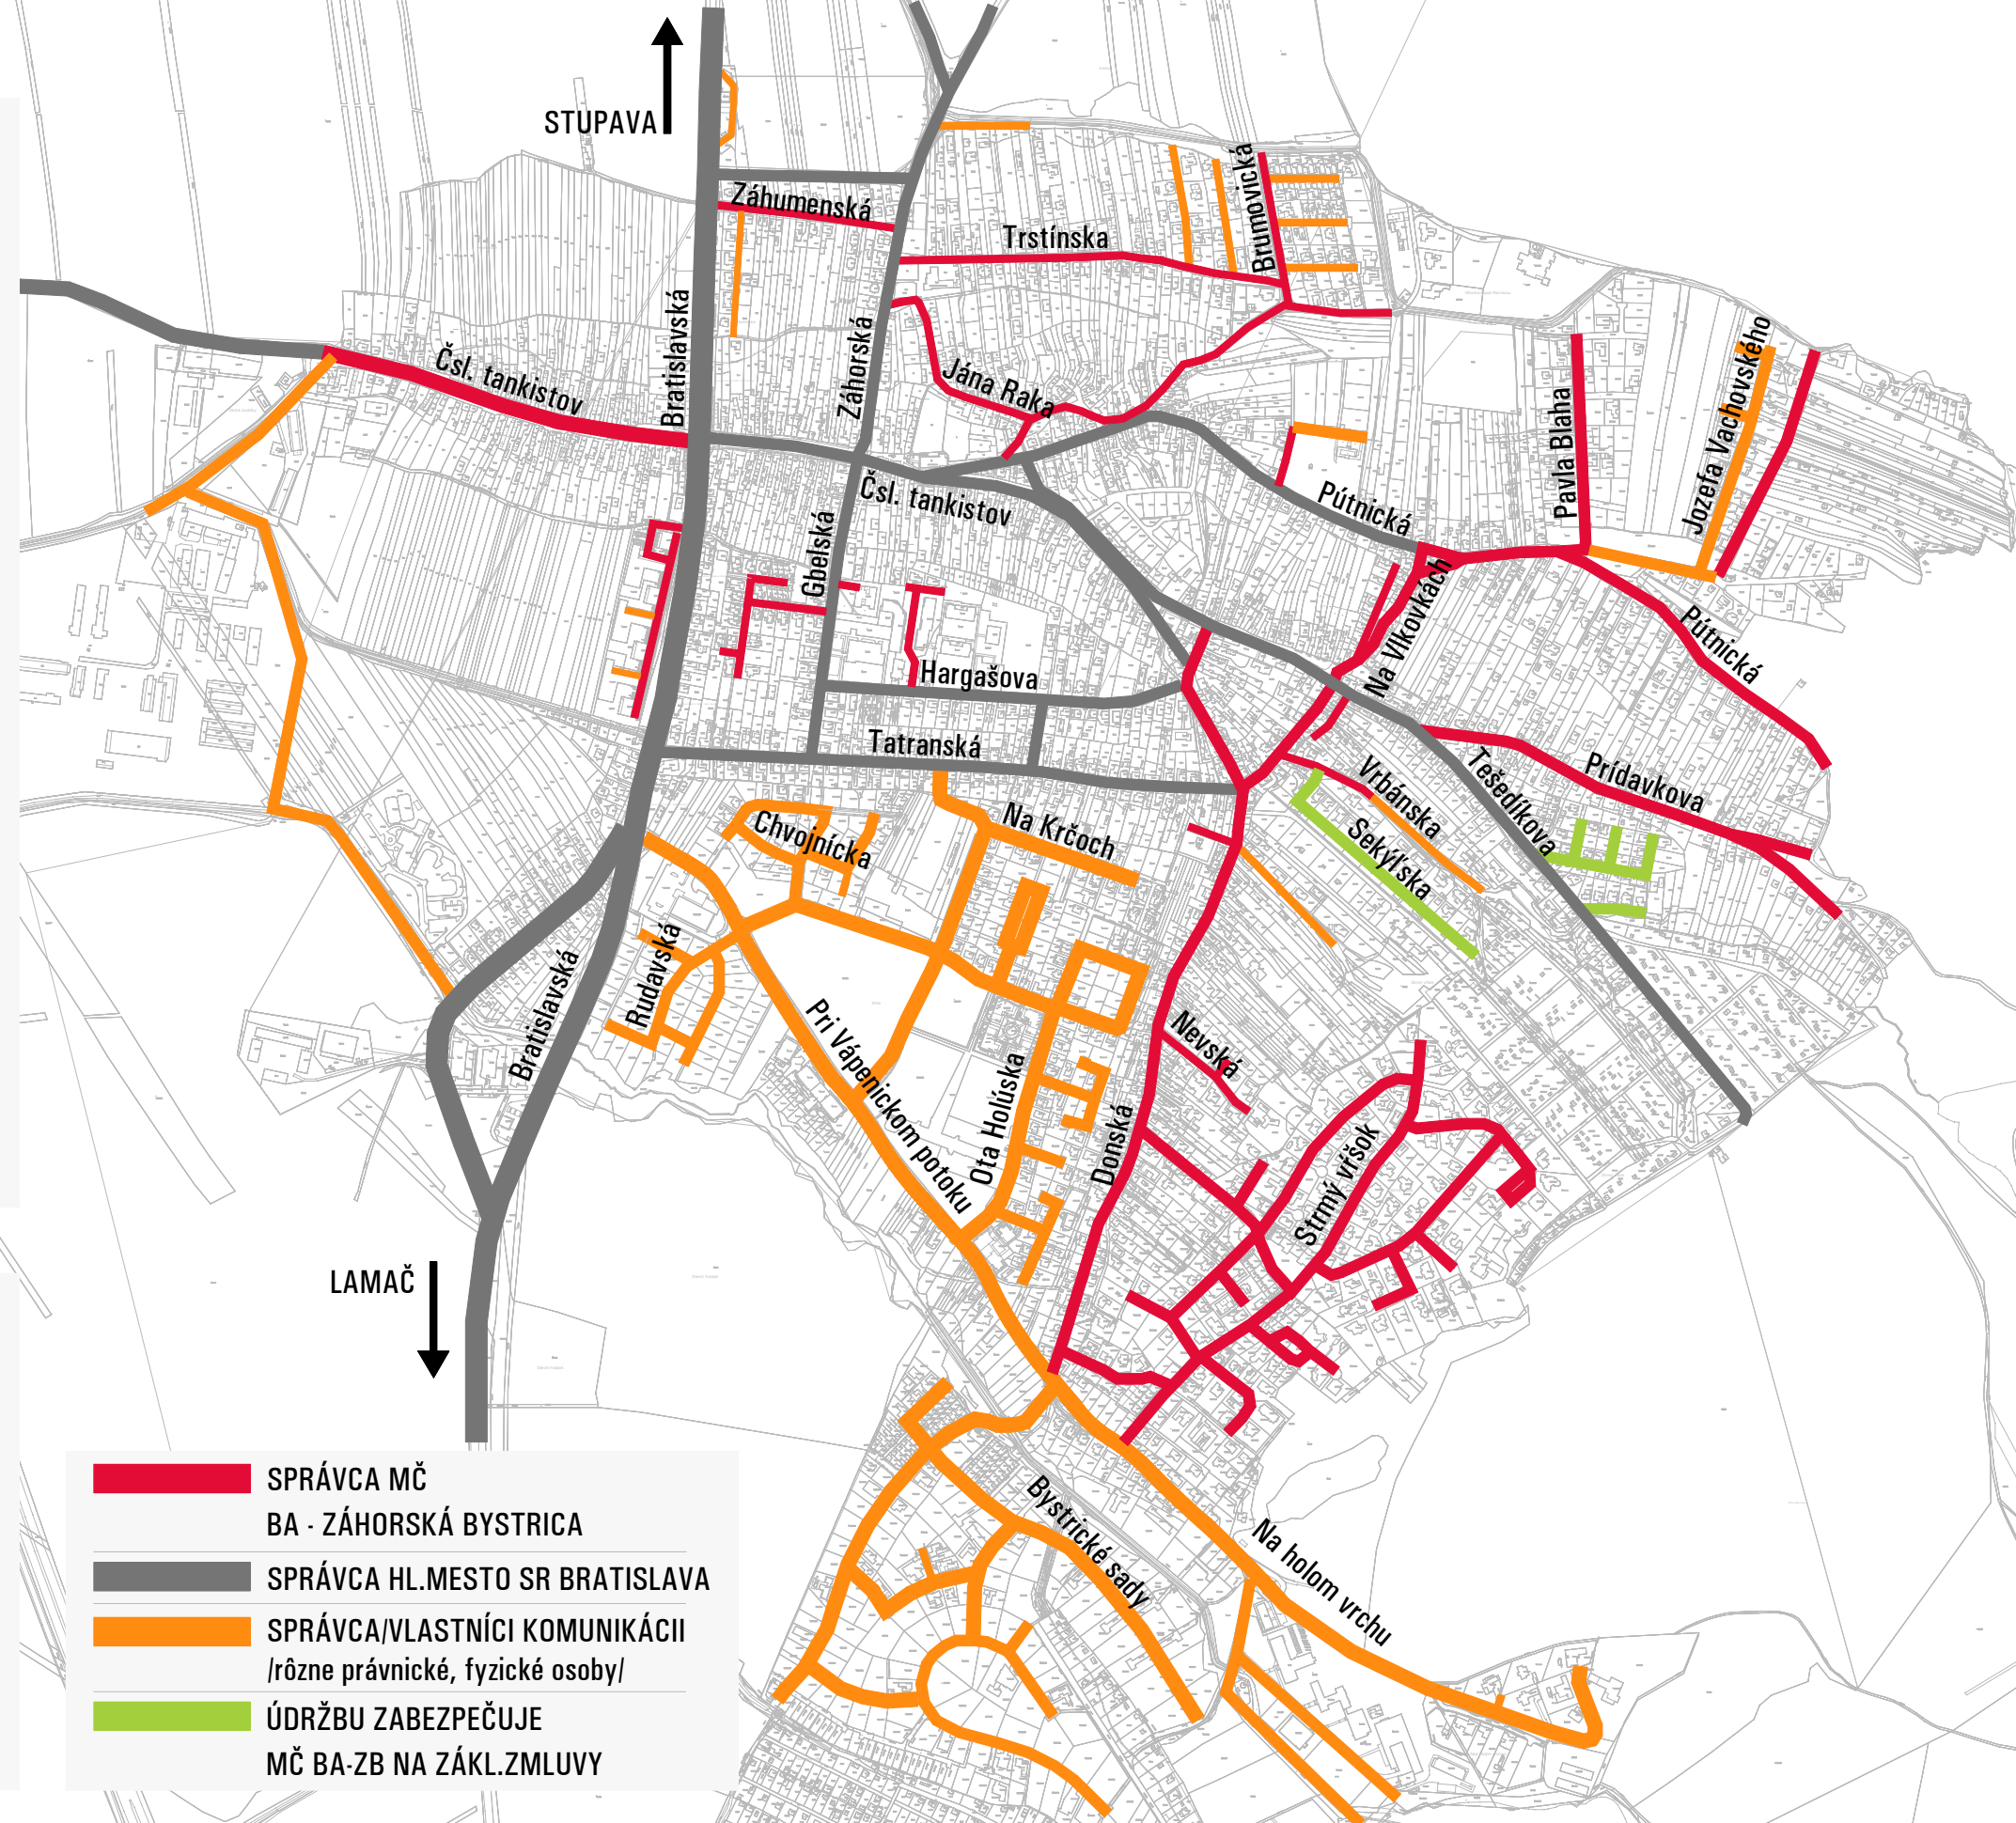 STUPAVA
Záhumenská
Brumovická
Trstínska
Bratislavská
Záhorská
Čsl. tankistov
Jána Raka
Jozefa Vachovského
Pavla Blaha
Čsl. tankistov
Pútnická
Gbelská
Na Vlkovkách
Pútnická
Hargašova
Tatranská
Prídavkova
Tešedíkova
Vrbánska
Sekýľska
Na Krčoch
Chvojnícka
Rudavská
Bratislavská
Pri Vápenickom potoku
Ota Holúska
Nevská
Donská
Strmý vŕšok
LAMAČ
Bystrické sady
Na holom vrchu
SPRÁVCA MČ
BA - ZÁHORSKÁ BYSTRICA
SPRÁVCA HL.MESTO SR BRATISLAVA
SPRÁVCA/VLASTNÍCI KOMUNIKÁCII
/rôzne právnické, fyzické osoby/
ÚDRŽBU ZABEZPEČUJE
MČ BA-ZB NA ZÁKL.ZMLUVY